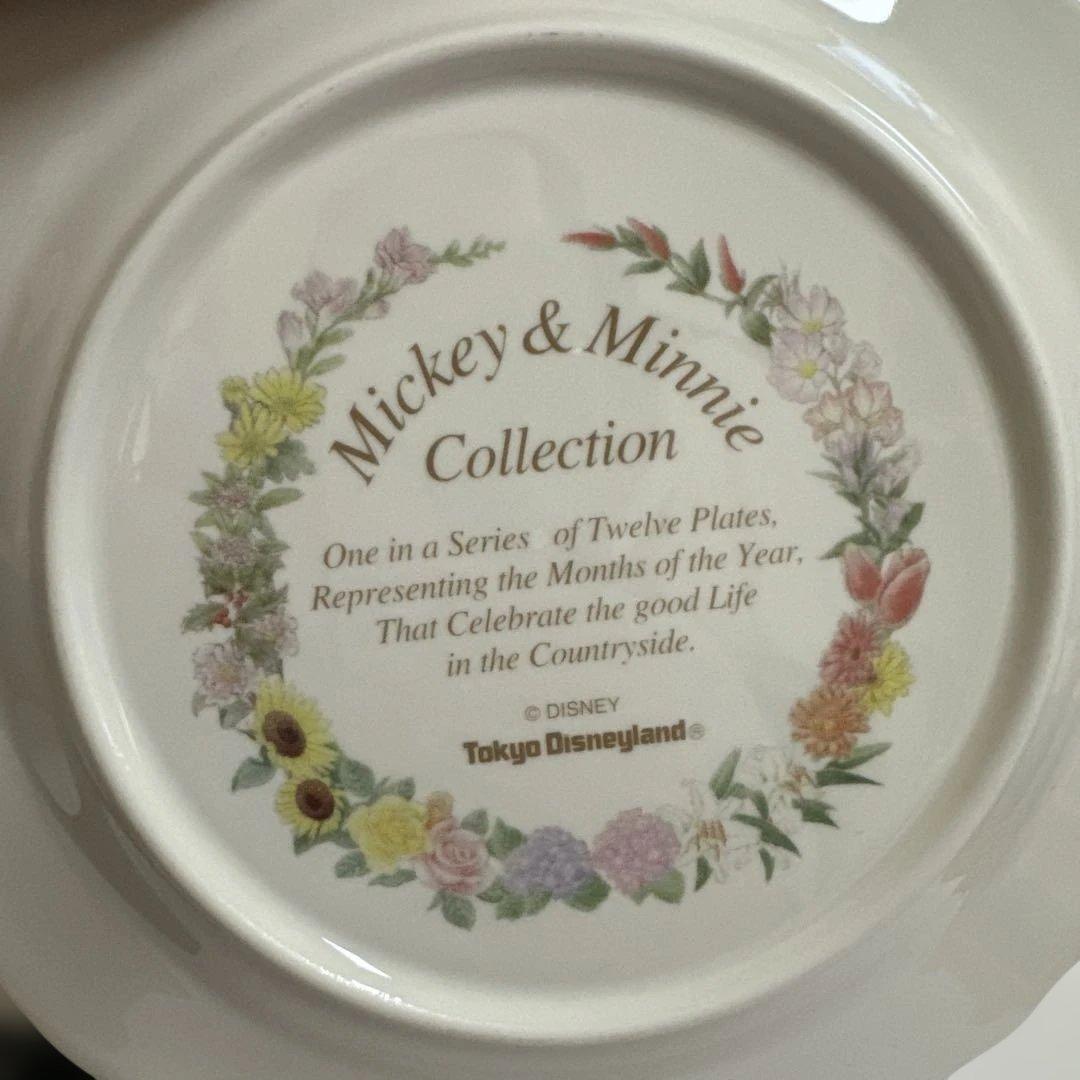 Mickey & Minnie
Collection
One in a Series of Twelve Plates,
Representing the Months of the Year,
That Celebrate the good Life
in the Countryside.
© DISNEY
Tokyo Disneyland®